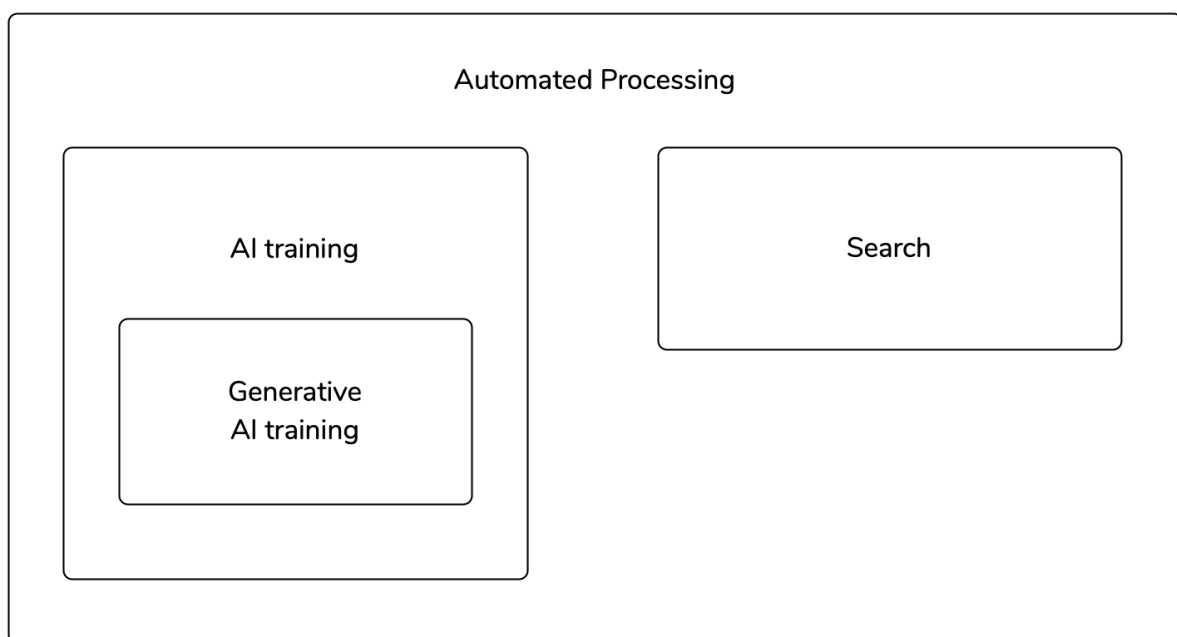 Automated Processing
AI training
Search
Generative
AI training